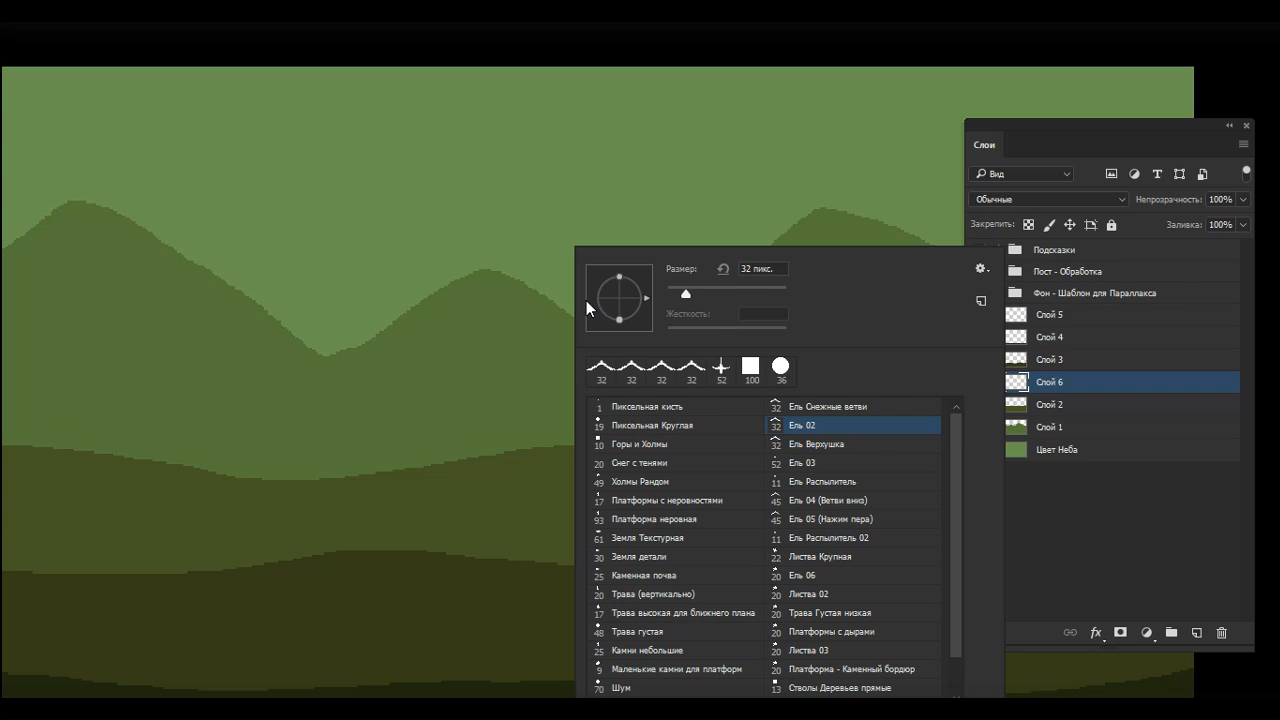 Слои
Вид
Обычные
Непрозрачность: 100%
Закрепить:
Заливка: 100%
Подсказки
Пост - Обработка
Фон - Шаблон для Параллакса
Слой 5
Слой 4
Слой 3
Слой 6
Слой 2
Слой 1
Цвет Неба
fx
Размер: 32 пикс.
Жесткость:
32 32 32 32 52 100 36
1 Пиксельная кисть
19 Пиксельная Круглая
10 Горы и Холмы
20 Снег с тенями
49 Холмы Рандом
17 Платформы с неровностями
93 Платформа неровная
61 Земля Текстурная
30 Земля детали
25 Каменная почва
20 Трава (вертикально)
17 Трава высокая для ближнего плана
48 Трава густая
25 Камни небольшие
9 Маленькие камни для платформ
70 Шум
32 Ель Снежные ветви
32 Ель 02
32 Ель Верхушка
52 Ель 03
11 Ель Распылитель
45 Ель 04 (Ветви вниз)
45 Ель 05 (Нажим пера)
11 Ель Распылитель 02
22 Листва Крупная
20 Ель 06
20 Листва 02
20 Трава Густая низкая
20 Платформы с дырами
20 Листва 03
20 Платформа - Каменный бордюр
13 Стволы Деревьев прямые